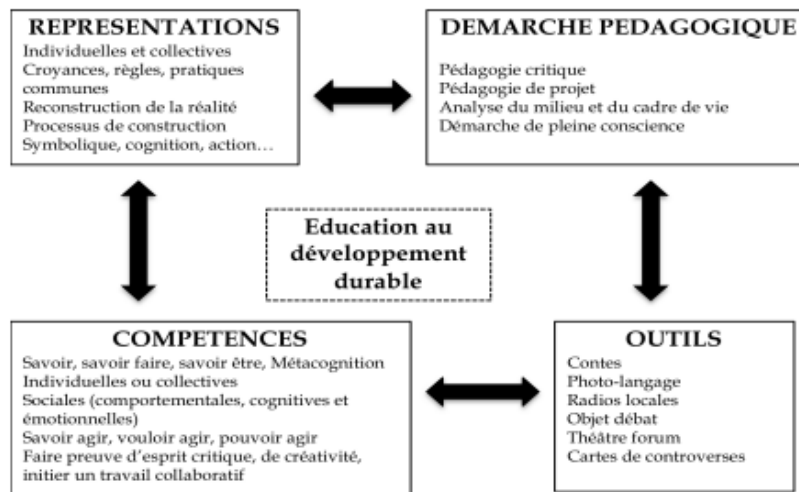 REPRESENTATIONS
Individuelles et collectives
Croyances, règles, pratiques
communes
Reconstruction de la réalité
Processus de construction
Symbolique, cognition, action…
DEMARCHE PEDAGOGIQUE
Pédagogie critique
Pédagogie de projet
Analyse du milieu et du cadre de vie
Démarche de pleine conscience
Education au
développement
durable
COMPETENCES
Savoir, savoir faire, savoir être, Métacognition
Individuelles ou collectives
Sociales (comportementales, cognitives et
émotionnelles)
Savoir agir, vouloir agir, pouvoir agir
Faire preuve d'esprit critique, de créativité,
initier un travail collaboratif
OUTILS
Contes
Photo-langage
Radios locales
Objet débat
Théâtre forum
Cartes de controverses